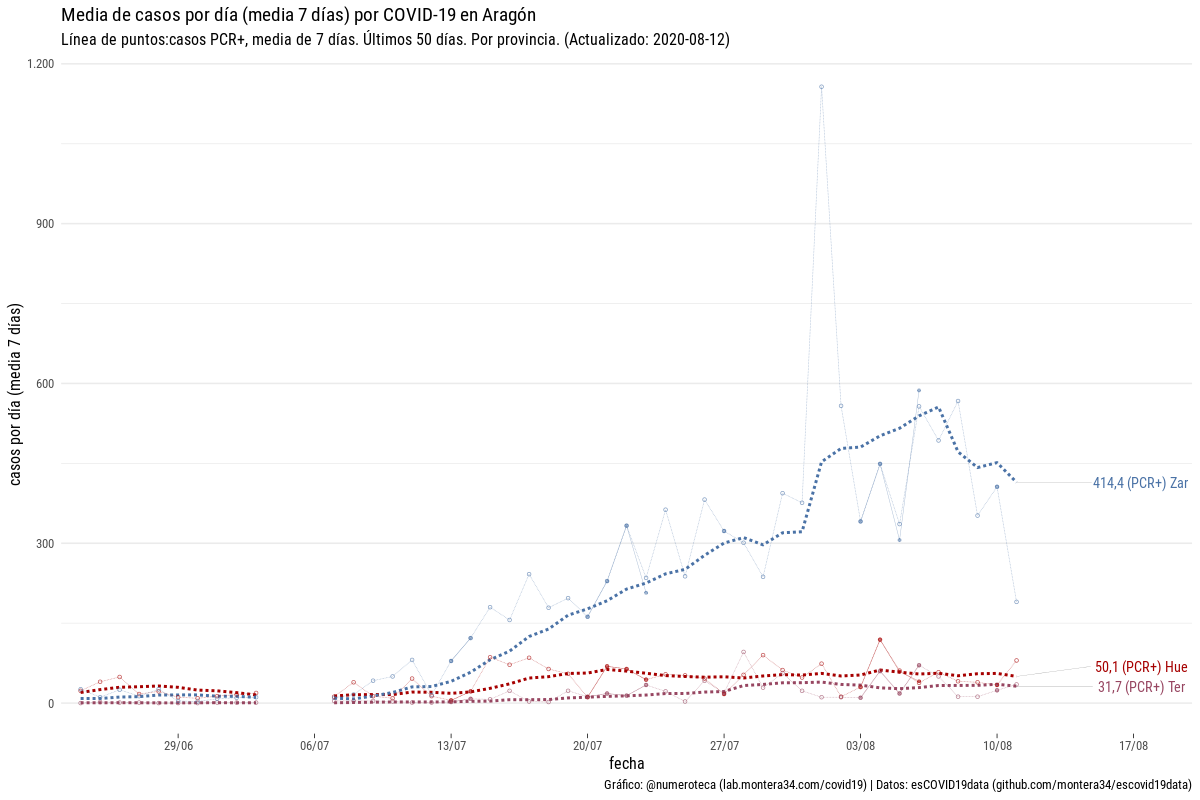 Media de casos por día (media 7 días) por COVID-19 en Aragón
Línea de puntos:casos PCR+, media de 7 días. Últimos 50 días. Por provincia. (Actualizado: 2020-08-12)
casos por día (media 7 días)
1.200
900
600
300
0
414,4 (PCR+) Zar
50,1 (PCR+) Hue
31,7 (PCR+) Ter
29/06 06/07 13/07 20/07 27/07 03/08 10/08 17/08
fecha
Gráfico: @numeroteca (lab.montera34.com/covid19) | Datos: esCOVID19data (github.com/montera34/escovid19data)